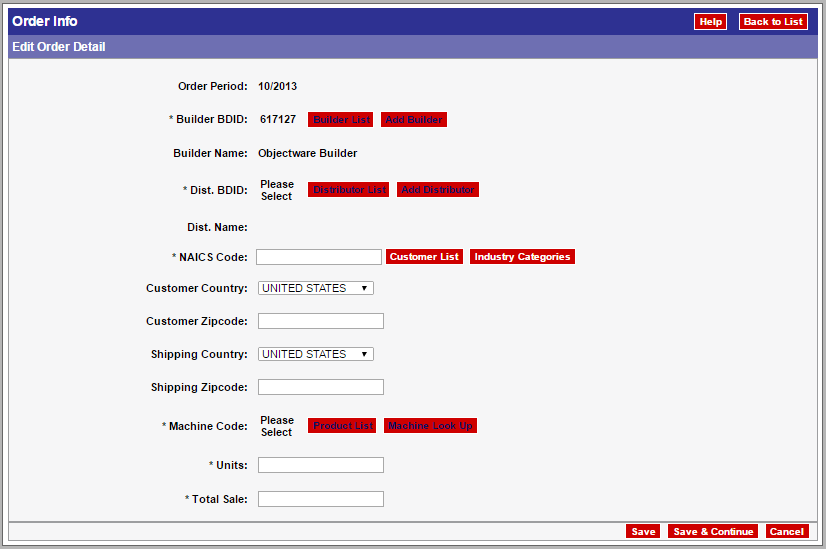 Order Info Help Back to List
Edit Order Detail
Order Period: 10/2013
* Builder BDID: 617127 Builder List Add Builder
Builder Name: Objectware Builder
* Dist. BDID: Please Select Distributor List Add Distributor
Dist. Name:
* NAICS Code: Customer List Industry Categories
Customer Country: UNITED STATES
Customer Zipcode:
Shipping Country: UNITED STATES
Shipping Zipcode:
* Machine Code: Please Select Product List Machine Look Up
* Units:
* Total Sale:
Save Save & Continue Cancel